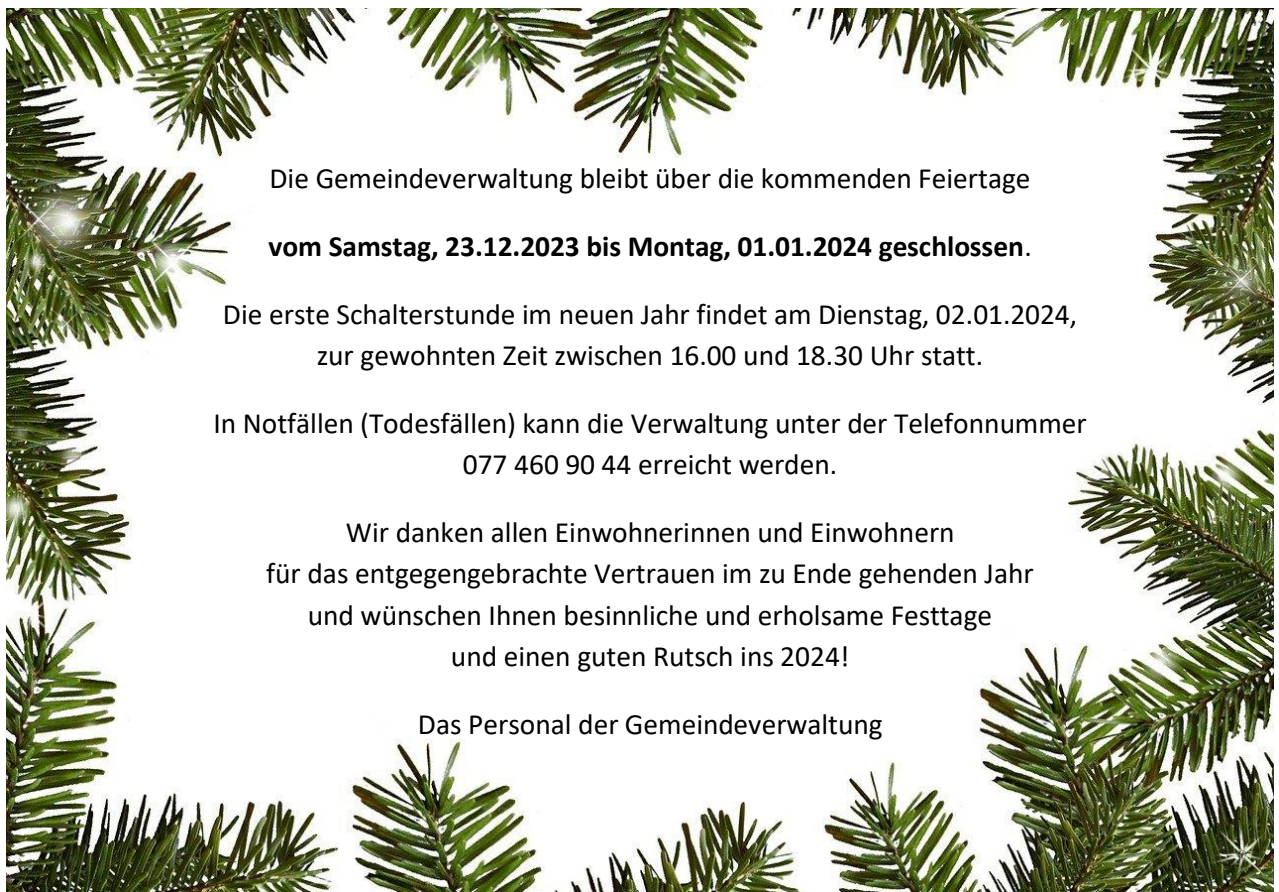 Die Gemeindeverwaltung bleibt über die kommenden Feiertage
vom Samstag, 23.12.2023 bis Montag, 01.01.2024 geschlossen.
Die erste Schalterstunde im neuen Jahr findet am Dienstag, 02.01.2024,
zur gewohnten Zeit zwischen 16.00 und 18.30 Uhr statt.
In Notfällen (Todesfällen) kann die Verwaltung unter der Telefonnummer
077 460 90 44 erreicht werden.
Wir danken allen Einwohnerinnen und Einwohnern
für das entgegengebrachte Vertrauen im zu Ende gehenden Jahr
und wünschen Ihnen besinnliche und erholsame Festtage
und einen guten Rutsch ins 2024!
Das Personal der Gemeindeverwaltung